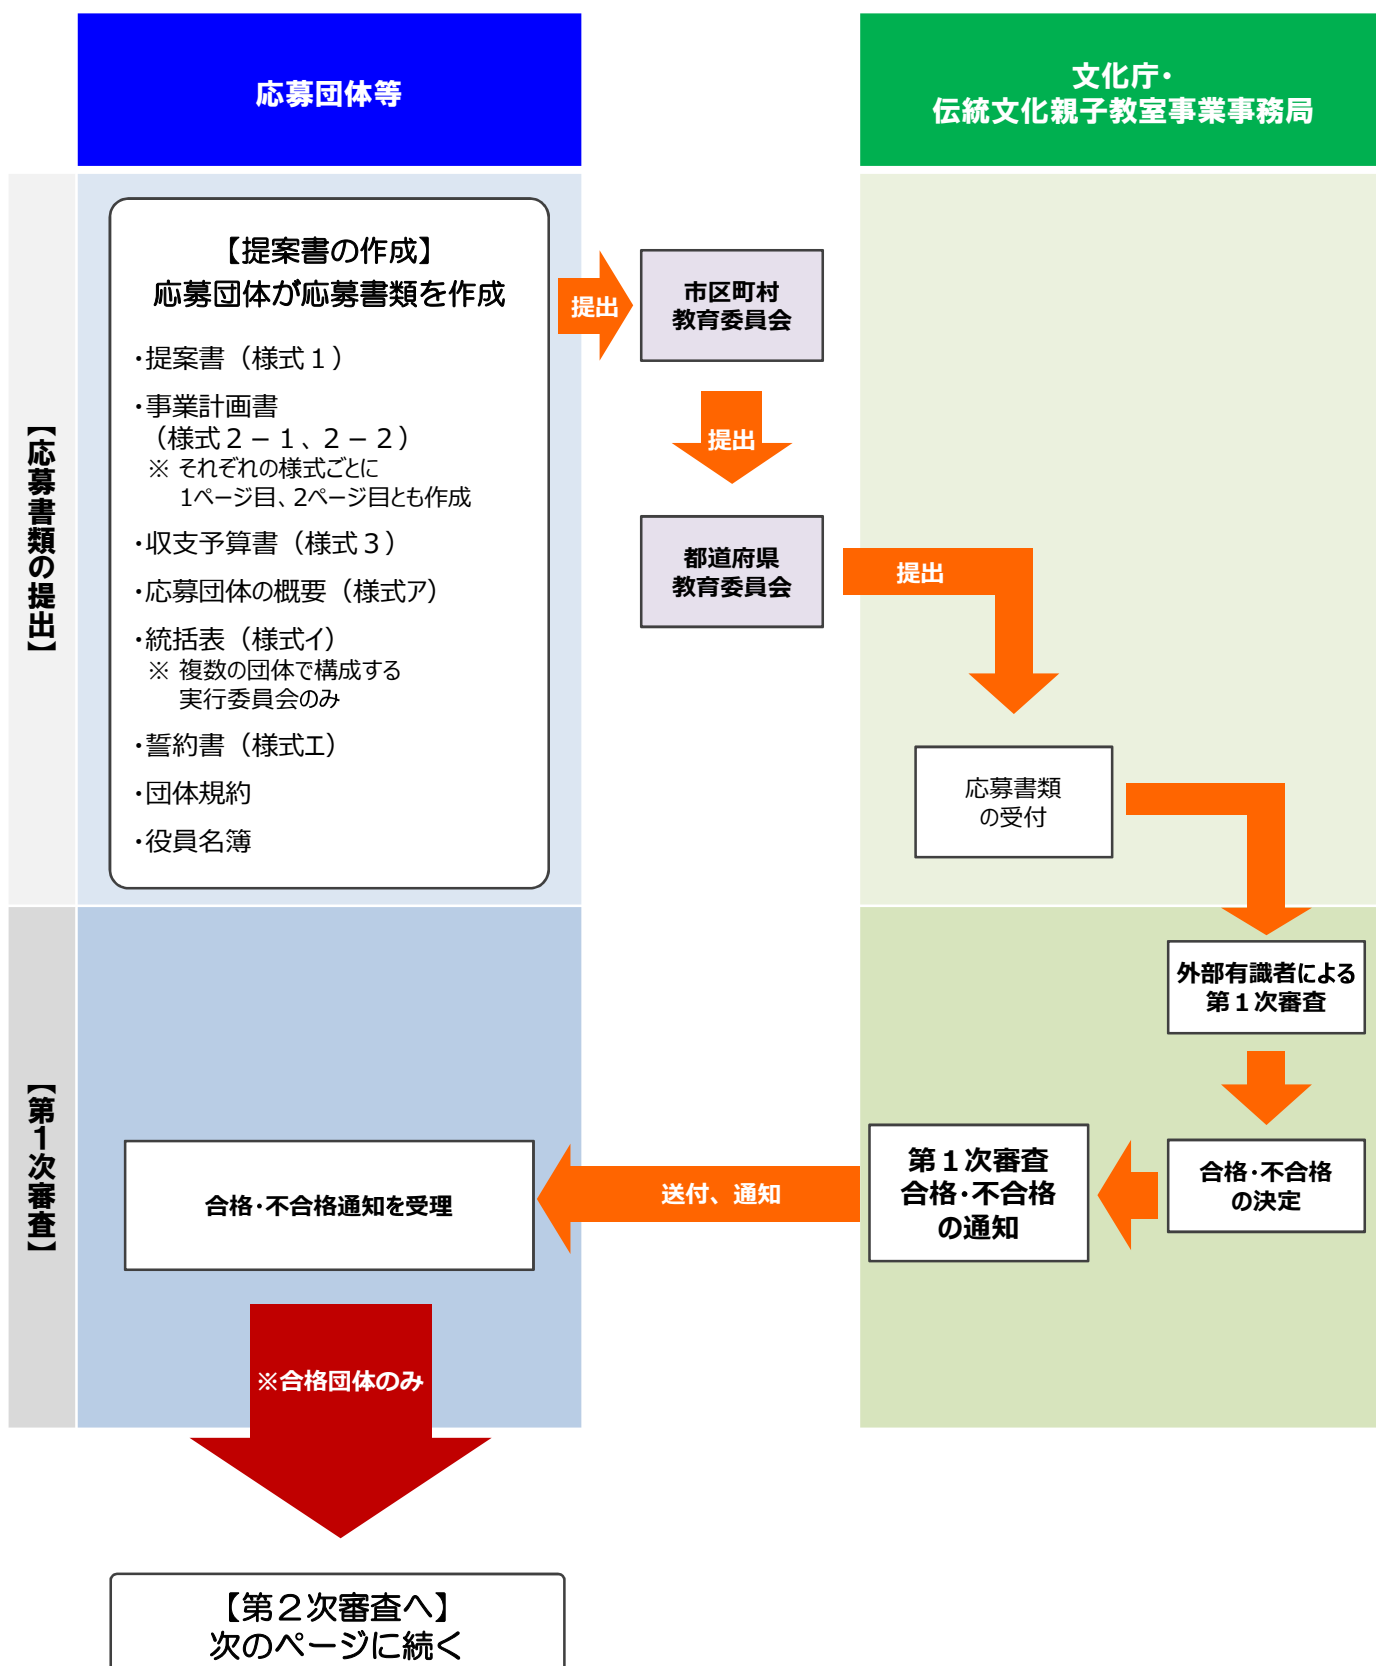 応募団体等
文化庁・
伝統文化親子教室事業事務局
【応募書類の提出】
【提案書の作成】
応募団体が応募書類を作成
・提案書（様式１）
・事業計画書
（様式２－１、２－２）
※ それぞれの様式ごとに
1ページ目、2ページ目とも作成
・収支予算書（様式３）
・応募団体の概要（様式ア）
・統括表（様式イ）
※ 複数の団体で構成する
実行委員会のみ
・誓約書（様式エ）
・団体規約
・役員名簿
提出
市区町村
教育委員会
提出
都道府県
教育委員会
提出
応募書類
の受付
【第１次審査】
外部有識者による
第１次審査
合格・不合格
の決定
第１次審査
合格・不合格
の通知
送付、通知
合格・不合格通知を受理
※合格団体のみ
【第２次審査へ】
次のページに続く